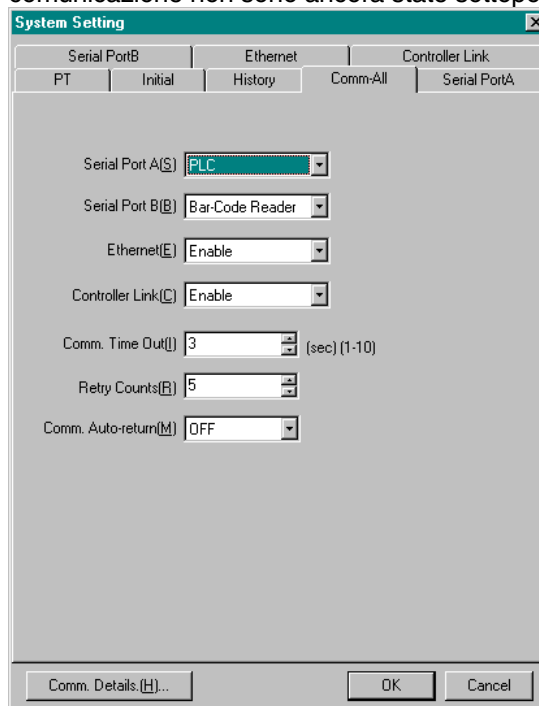 comunicazione non sono ancora state
System Setting
Serial PortB Ethernet Controller Link
PT Initial History Comm-All Serial PortA
Serial Port A(S) PLC
Serial Port B(B) Bar-Code Reader
Ethernet(E) Enable
Controller Link(C) Enable
Comm. Time Out(I) 3 (sec) (1-10)
Retry Counts(R) 5
Comm. Auto-return(M) OFF
Comm. Details.(H)... OK Cancel